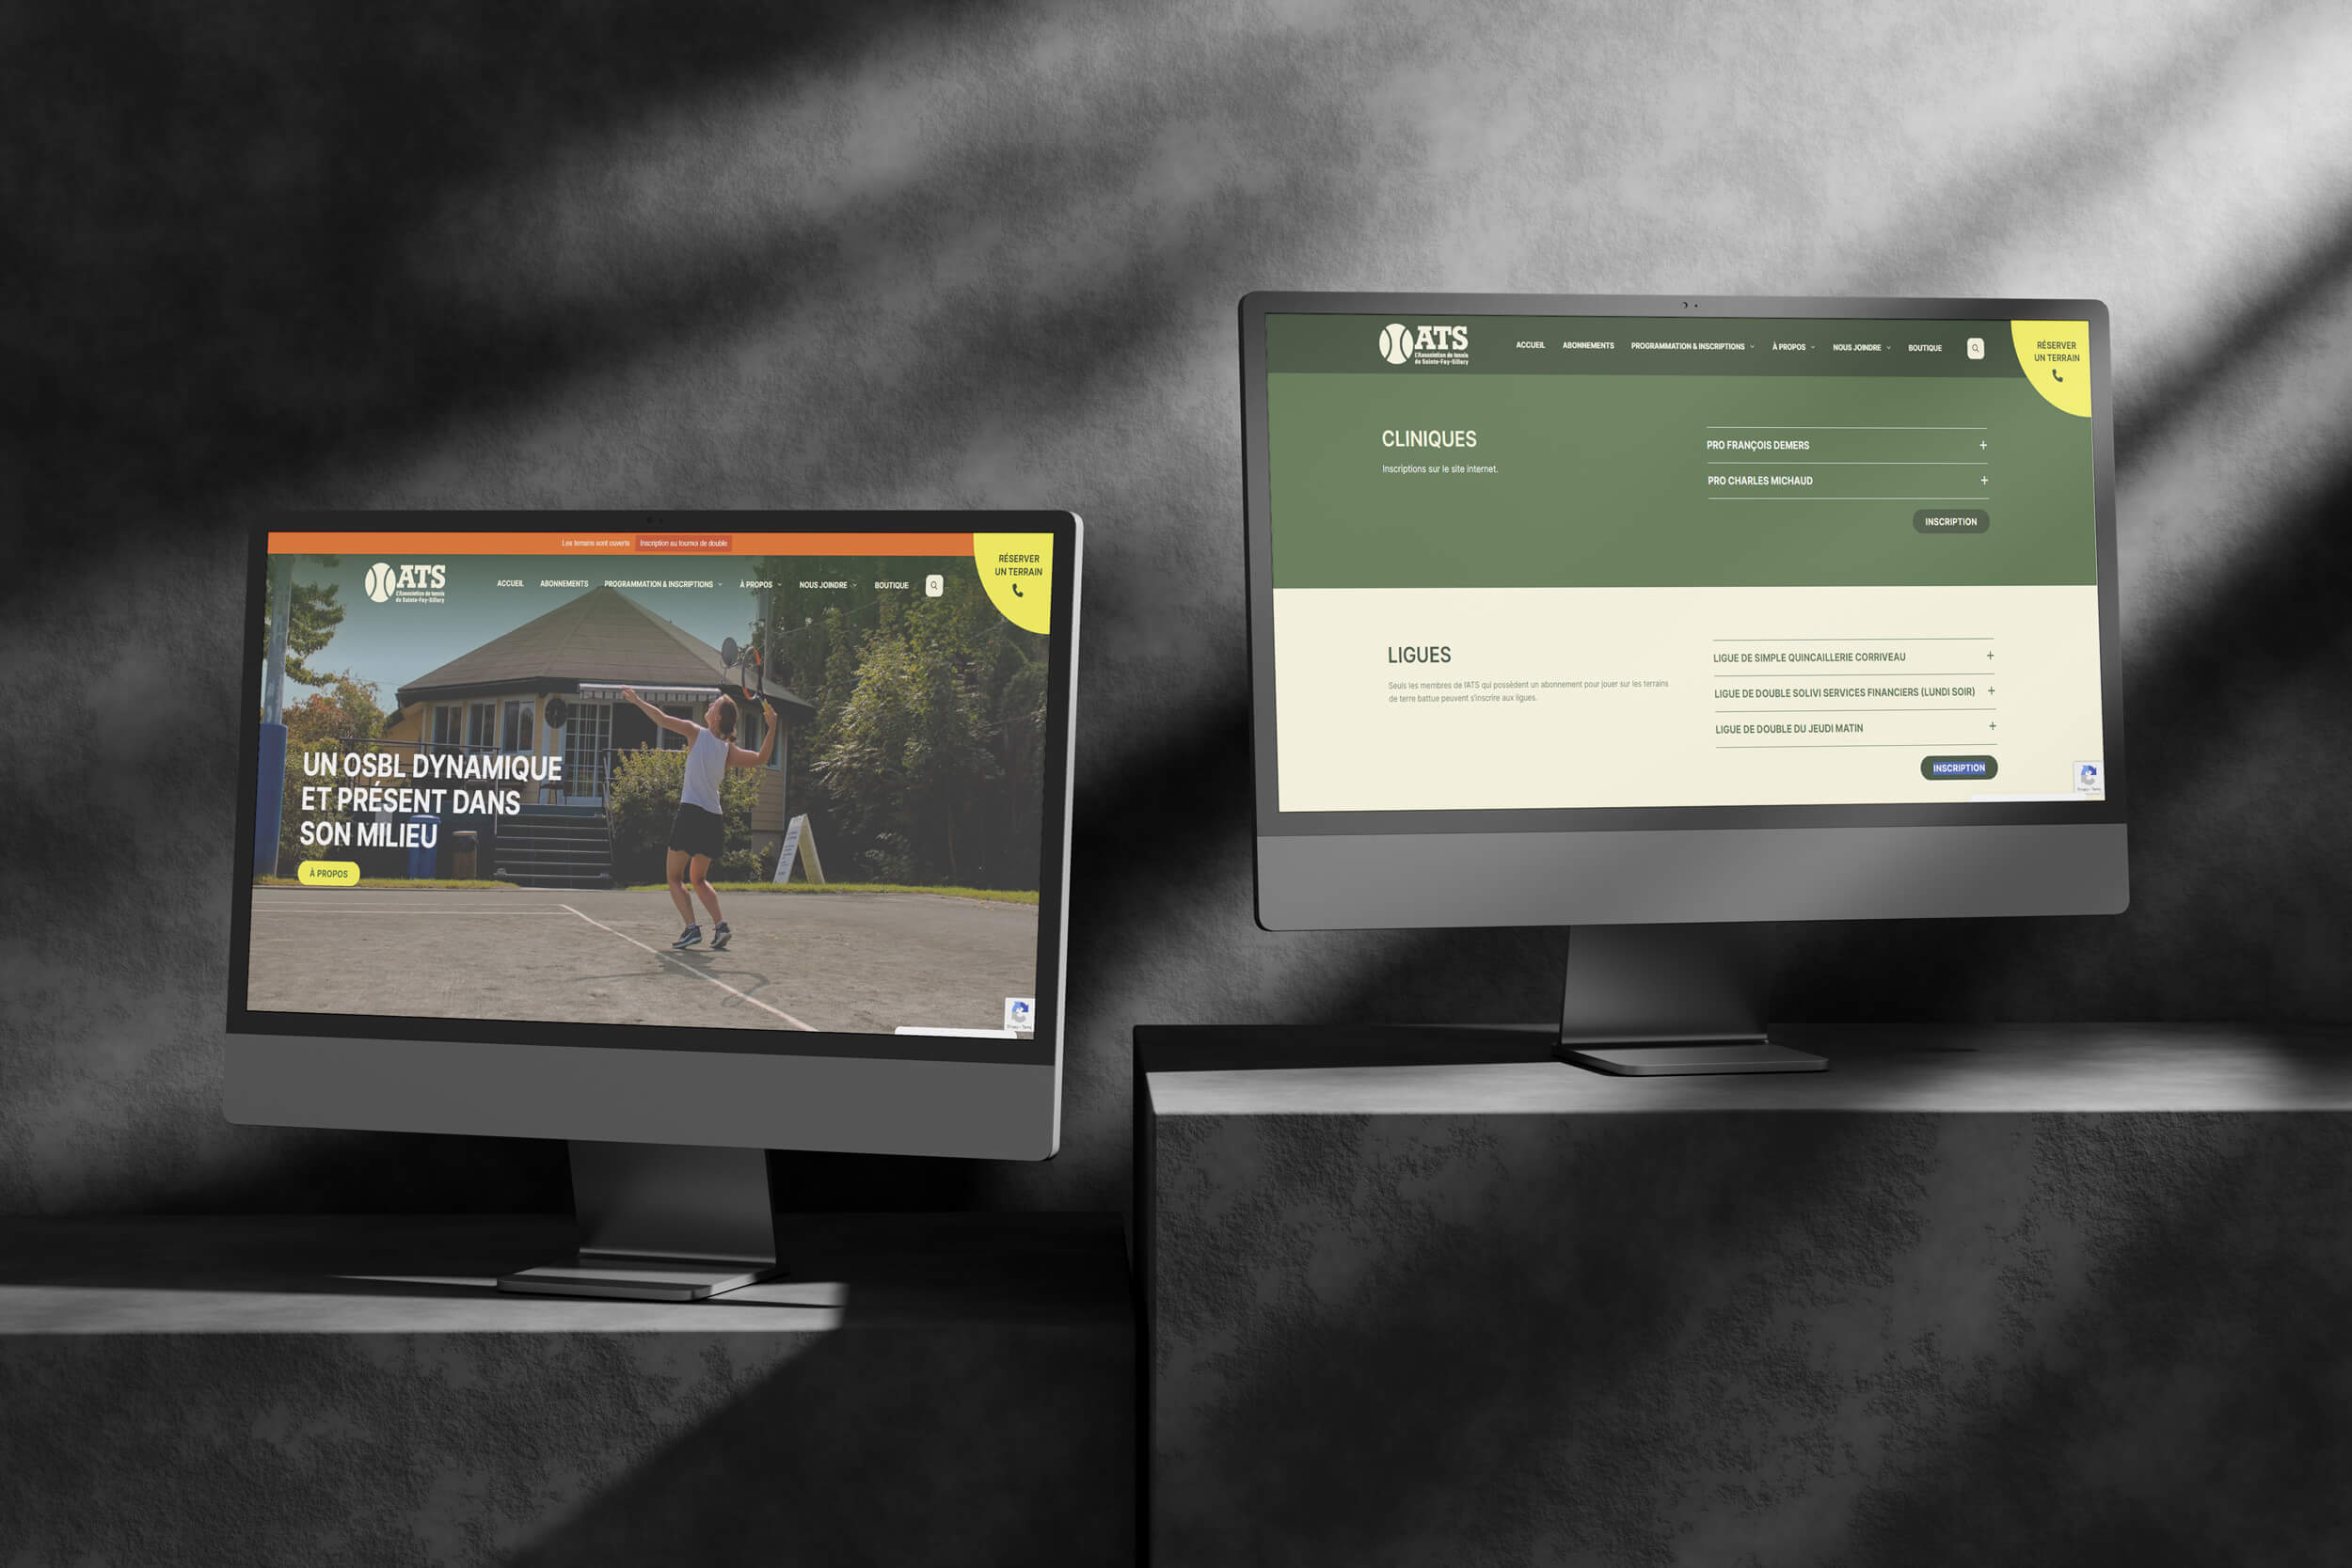 Les terrains sont ouverts Inscription au tournoi de double
RÉSERVER
UN TERRAIN
ATS
L'Association de tennis
de Sainte-Foy-Sillery
ACCUEIL ABONNEMENTS PROGRAMMATION & INSCRIPTIONS À PROPOS NOUS JOINDRE BOUTIQUE
UN OSBL DYNAMIQUE
ET PRÉSENT DANS
SON MILIEU
À PROPOS
Privacy - Terms
ATS
L'Association de tennis
de Sainte-Foy-Sillery
ACCUEIL ABONNEMENTS PROGRAMMATION & INSCRIPTIONS À PROPOS NOUS JOINDRE BOUTIQUE
RÉSERVER
UN TERRAIN
CLINIQUES
Inscriptions sur le site internet.
PRO FRANÇOIS DEMERS +
PRO CHARLES MICHAUD +
INSCRIPTION
LIGUES
Seuls les membres de l'ATS qui possèdent un abonnement pour jouer sur les terrains
de terre battue peuvent s'inscrire aux ligues.
LIGUE DE SIMPLE QUINCAILLERIE CORRIVEAU +
LIGUE DE DOUBLE SOLIVI SERVICES FINANCIERS (LUNDI SOIR) +
LIGUE DE DOUBLE DU JEUDI MATIN +
INSCRIPTION
Privacy - Terms